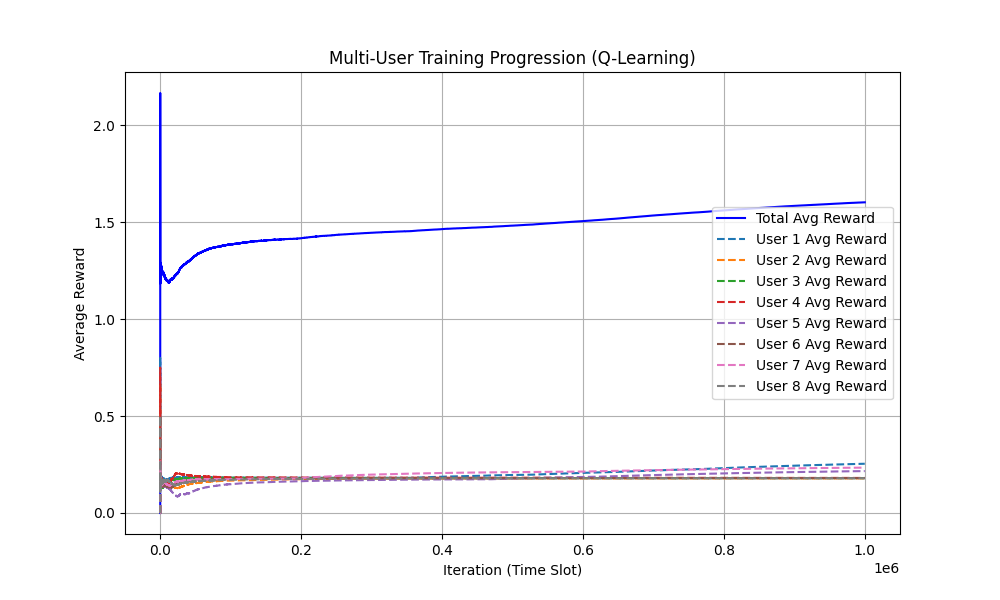 Multi-User Training Progression (Q-Learning)
Average Reward
2.0
1.5
1.0
0.5
0.0
Total Avg Reward
User 1 Avg Reward
User 2 Avg Reward
User 3 Avg Reward
User 4 Avg Reward
User 5 Avg Reward
User 6 Avg Reward
User 7 Avg Reward
User 8 Avg Reward
0.0 0.2 0.4 0.6 0.8 1.0
1e6
Iteration (Time Slot)